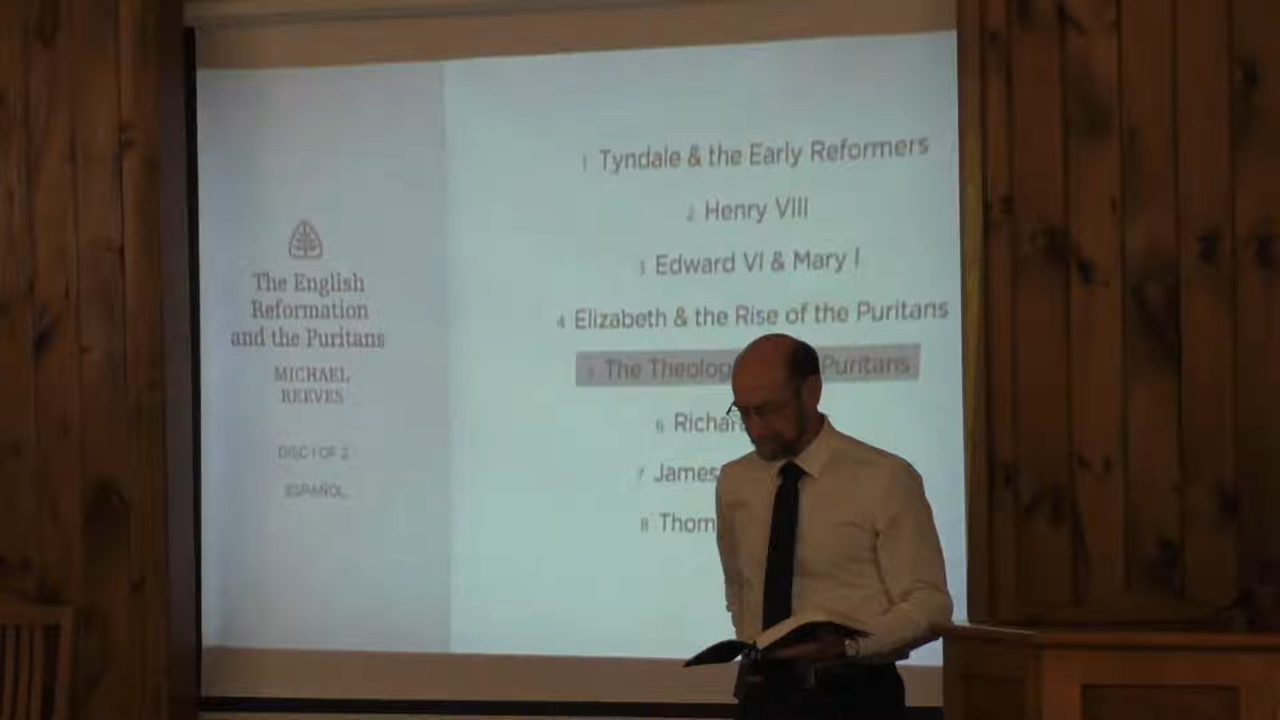 The English
Reformation
and the Puritans
MICHAEL
REEVES
DISC 1 OF 2
ESPAÑOL
1 Tyndale & the Early Reformers
2 Henry VIII
3 Edward VI & Mary I
4 Elizabeth & the Rise of the Puritans
5 The Theolog Puritans
6 Richar
7 James
8 Thom